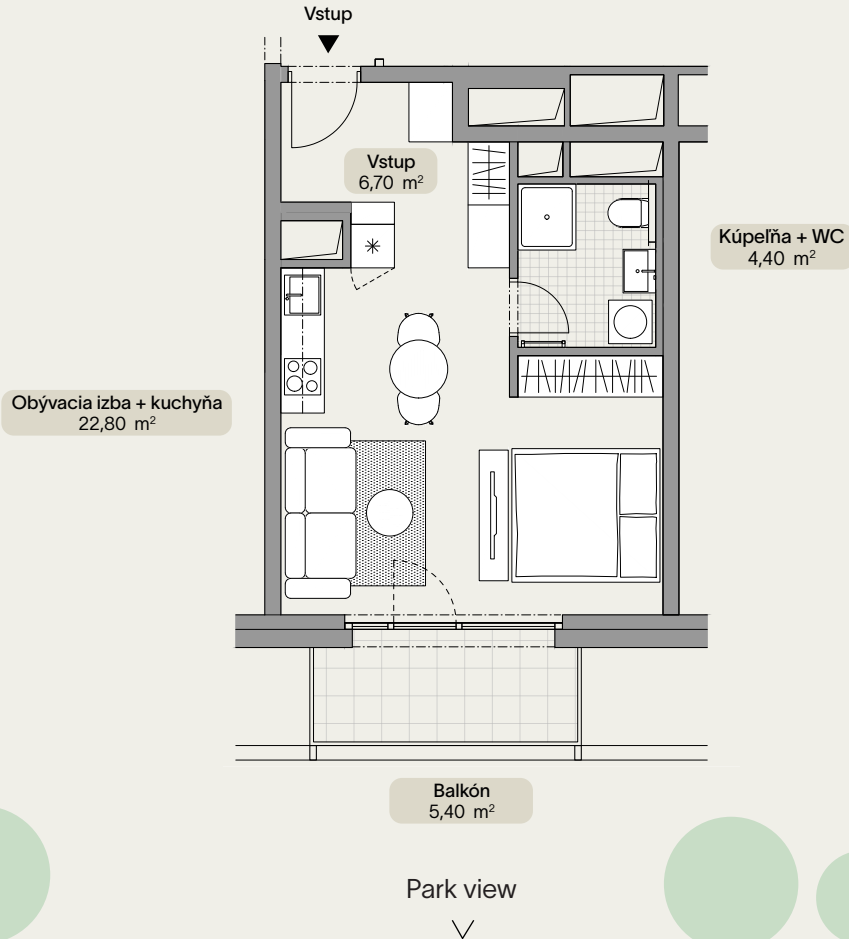 Vstup
Vstup
6,70 m²
Kúpeľňa + WC
4,40 m²
Obývacia izba + kuchyňa
22,80 m²
Balkón
5,40 m²
Park view